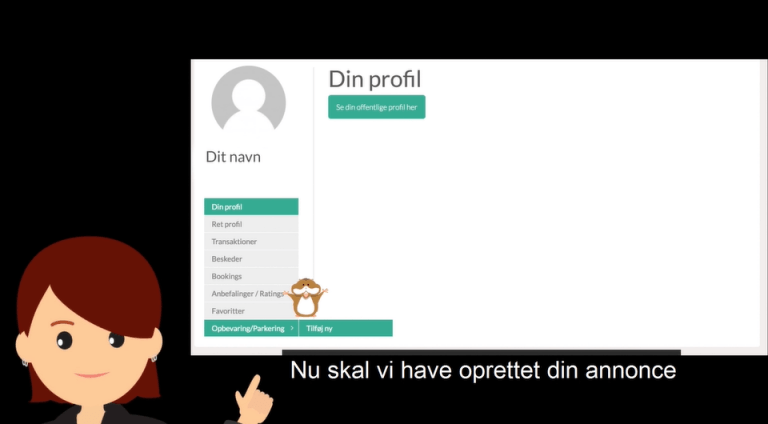 Din profil
Se din offentlige profil her
Dit navn
Din profil
Ret profil
Transaktioner
Beskeder
Bookings
Anbefalinger / Ratings
Favoritter
Opbevaring/Parkering > Tilføj ny
Nu skal vi have oprettet din annonce